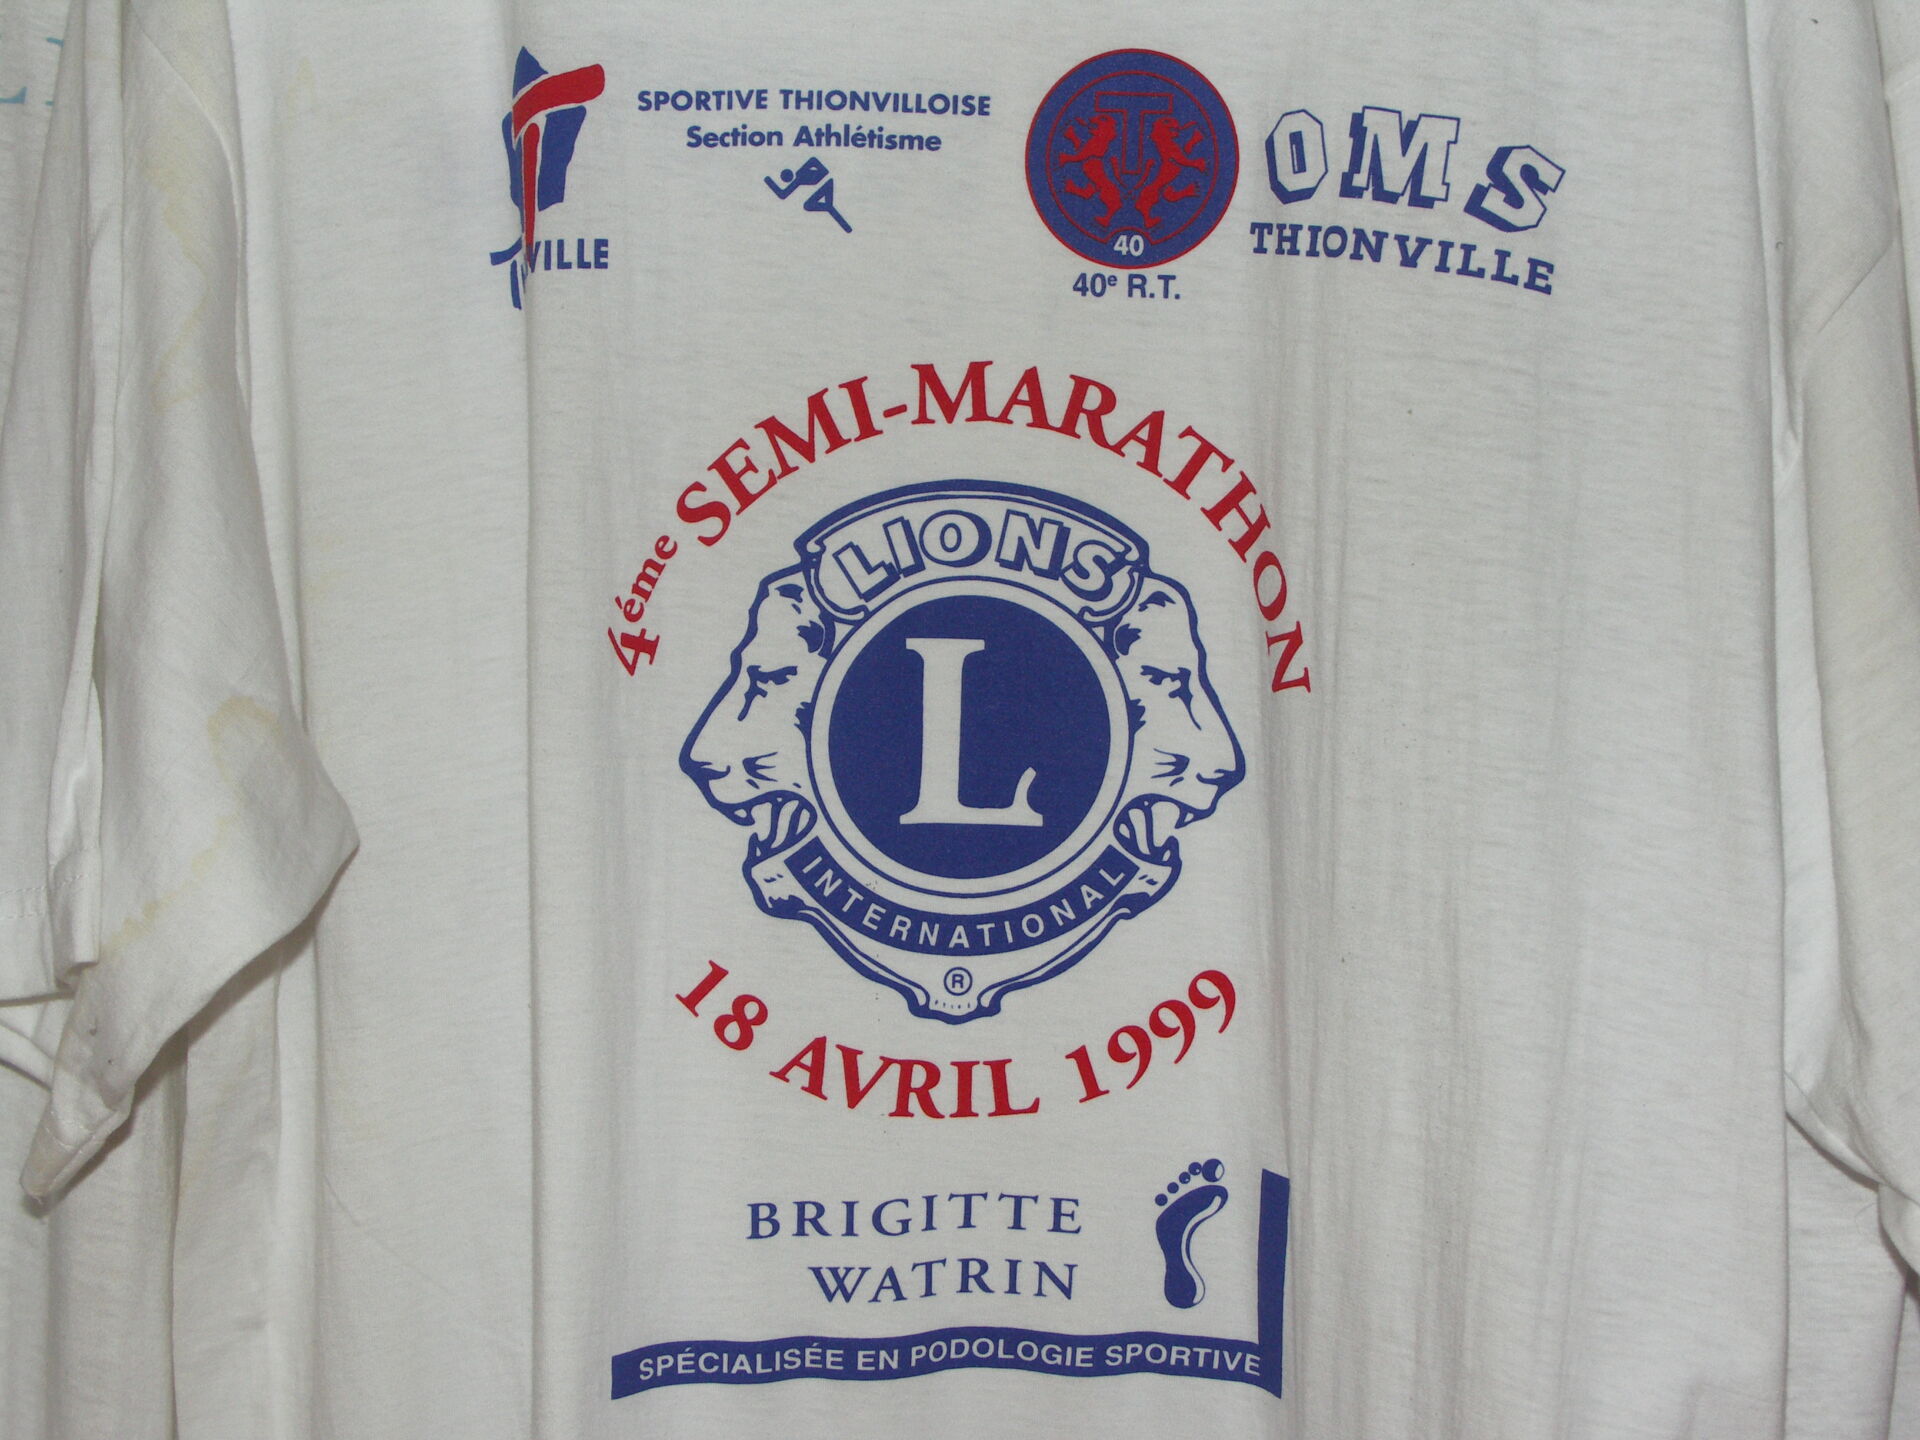 VILLE
SPORTIVE THIONVILLOISE
Section Athlétisme
T
40
40e R.T.
OMS
THIONVILLE
4éme SEMI-MARATHON
LIONS
L
INTERNATIONAL
®
18 AVRIL 1999
BRIGITTE
WATRIN
SPÉCIALISÉE EN PODOLOGIE SPORTIVE